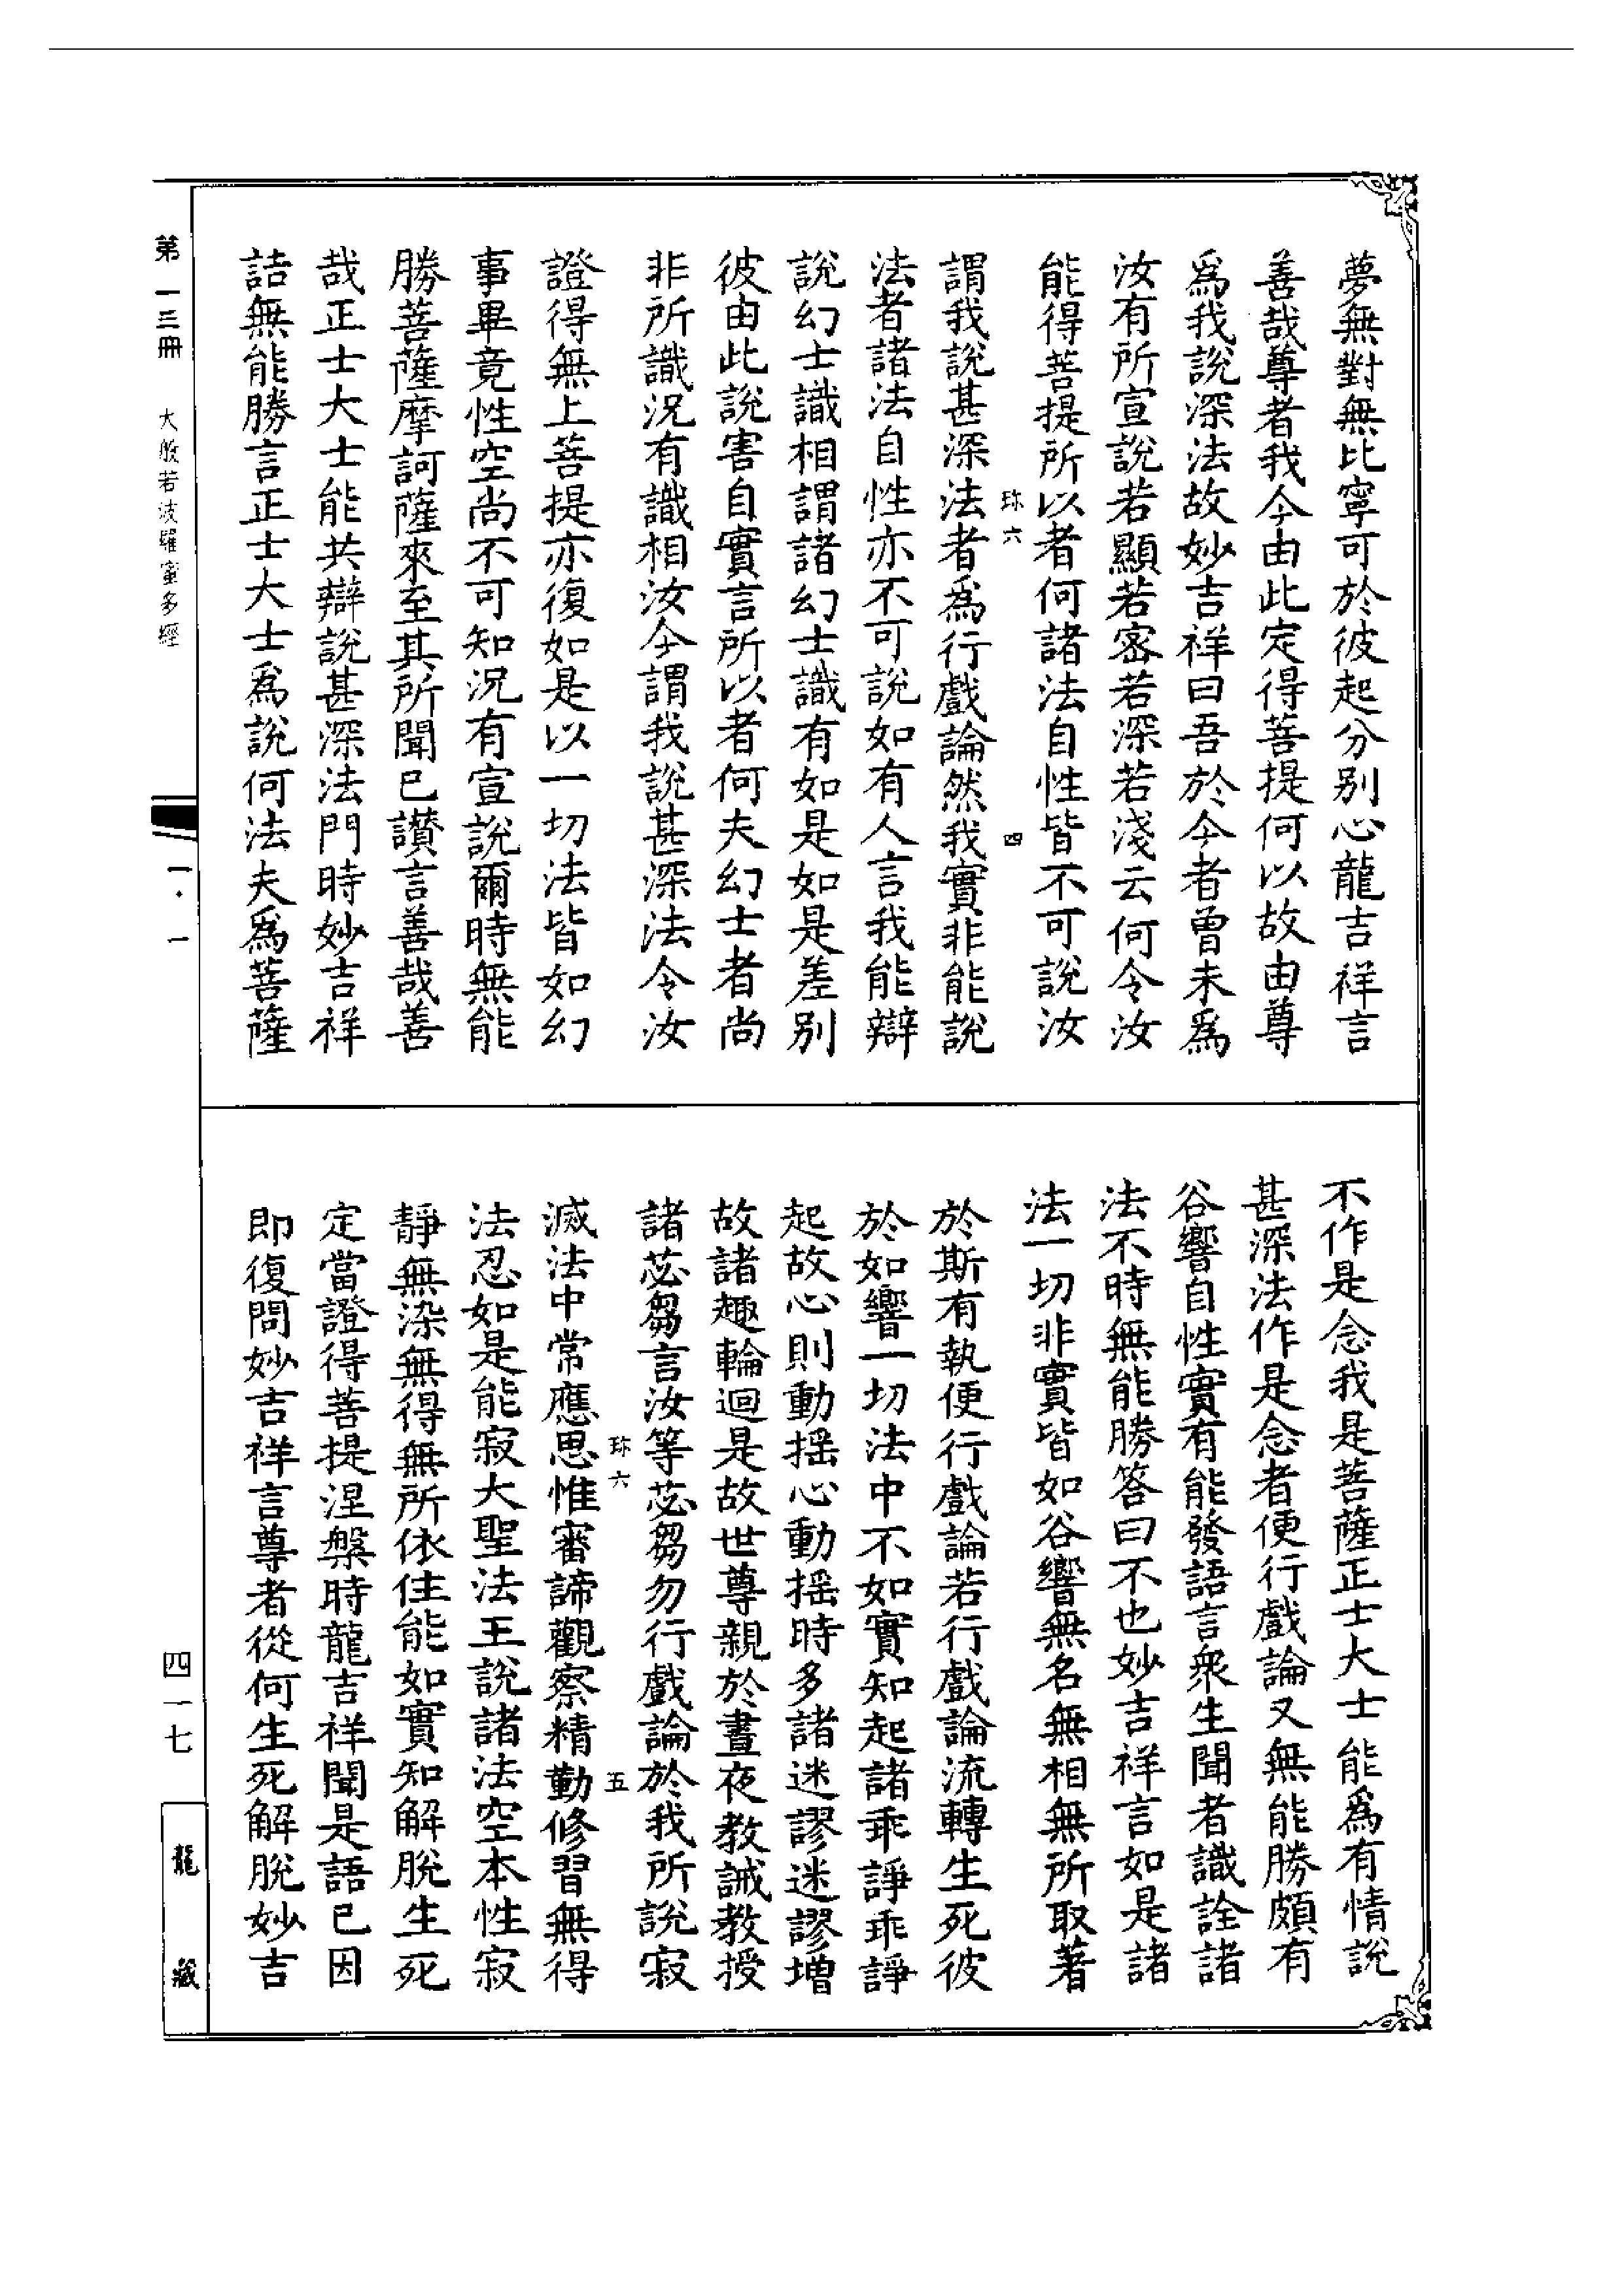 夢無對無比寧可於彼起分別心龍吉祥言
善哉尊者我今由此定得菩提何以故由尊
爲我說深法故妙吉祥曰吾於今者曾未爲
汝有所宣說若顯若密若深若淺云何令汝
能得菩提所以者何諸法自性皆不可說汝
珎六
四
謂我說甚深法者爲行戲論然我實非能說
法者諸法自性亦不可說如有人言我能辯
說幻士識相謂諸幻士識有如是如是差別
彼由此說害自實言所以者何夫幻士者尚
非所識況有識相汝今謂我說甚深法令汝
證得無上菩提亦復如是以一切法皆如幻
事畢竟性空尚不可知況有宣說爾時無能
勝菩薩摩訶薩來至其所聞已讚言善哉善
哉正士大士能共辯說甚深法門時妙吉祥
詰無能勝言正士大士爲說何法夫爲菩薩
不作是念我是菩薩正士大士能爲有情說
甚深法作是念者便行戲論又無能勝頗有
谷響自性實有能發語言衆生聞者識詮諸
法不時無能勝答曰不也妙吉祥言如是諸
法一切非實皆如谷響無名無相無所取著
於斯有執便行戲論若行戲論流轉生死彼
於如響一切法中不如實知起諸乖諍乖諍
起故心則動搖心動搖時多諸迷謬迷謬增
故諸趣輪迴是故世尊親於晝夜教誡教授
諸苾芻言汝等苾芻勿行戲論於我所說寂
珎六
五
滅法中常應思惟審諦觀察精勤修習無得
法忍如是能寂大聖法王說諸法空本性寂
靜無染無得無所依住能如實知解脫生死
定當證得菩提涅槃時龍吉祥聞是語已因
即復問妙吉祥言尊者從何生死解脫妙吉
第一三冊 大般若波羅蜜多經
一·一
四一七
龍藏